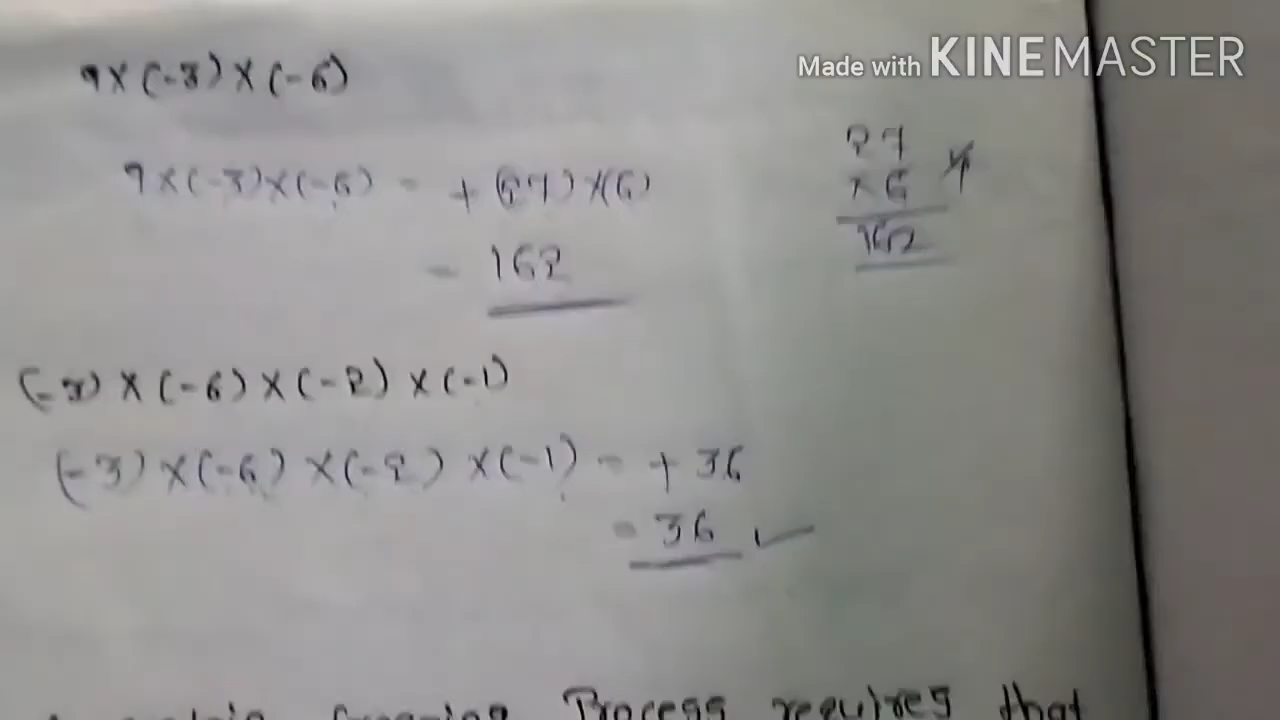 Made with KINEMASTER
9 × (-3) × (-6)
9 × (-3) × (-6) = + (27) × (6)
= 162
27
× 6
162
(-3) × (-6) × (-2) × (-1)
(-3) × (-6) × (-2) × (-1) = + 36
= 36 ✓
Process requires that